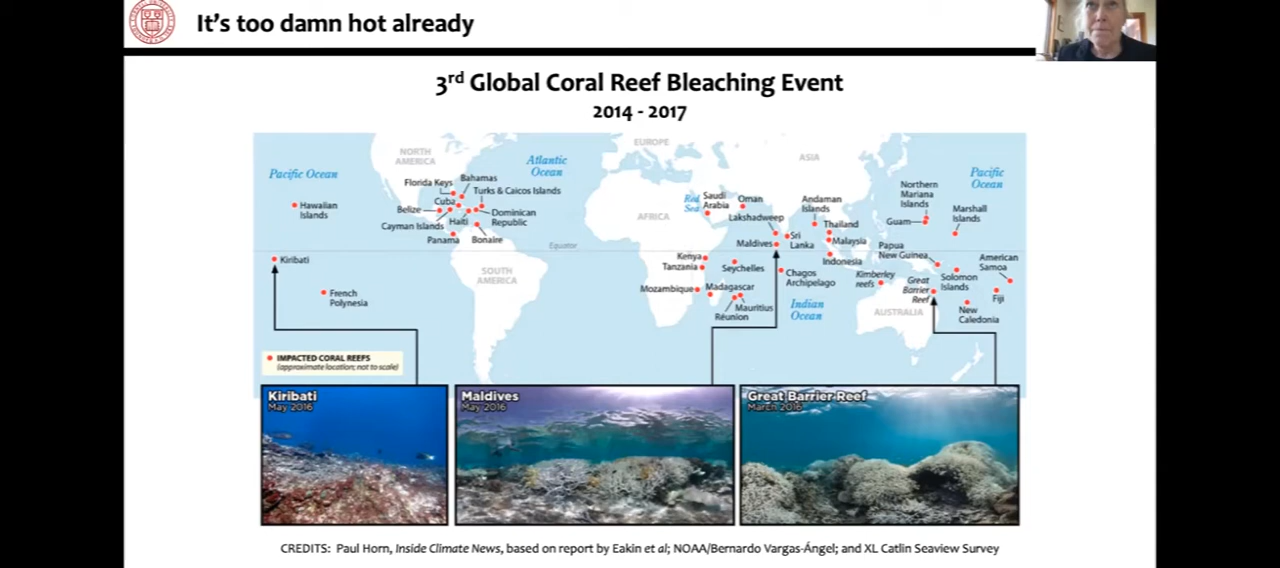 It's too damn hot already
3rd Global Coral Reef Bleaching Event
2014 - 2017
EUROPE
NORTH
AMERICA
Atlantic
Ocean
ASIA
Pacific Ocean
Pacific
Ocean
Hawaiian
Islands
Florida Keys
Bahamas
Turks & Caicos Islands
Cuba
Belize
Cayman Islands
Haiti
Dominican
Republic
Panama
Bonaire
Red
Sea
Saudi
Arabia
Oman
AFRICA
Lakshadweep
Andaman
Islands
Thailand
Northern
Mariana
Islands
Guam
Marshall
Islands
Equator
Maldives
Sri
Lanka
Malaysia
Indonesia
Papua
New Guinea
American
Samoa
Kiribati
SOUTH
AMERICA
Kenya
Tanzania
Seychelles
Chagos
Archipelago
Kimberley
reefs
Great
Barrier
Reef
Solomon
Islands
Fiji
French
Polynesia
Mozambique
Madagascar
Mauritius
Réunion
Indian
Ocean
AUSTRALIA
New
Caledonia
IMPACTED CORAL REEFS
(approximate location; not to scale)
Kiribati
May 2016
Maldives
May 2016
Great Barrier Reef
March 2016
CREDITS: Paul Horn, Inside Climate News, based on report by Eakin et al; NOAA/Bernardo Vargas-Ángel; and XL Catlin Seaview Survey